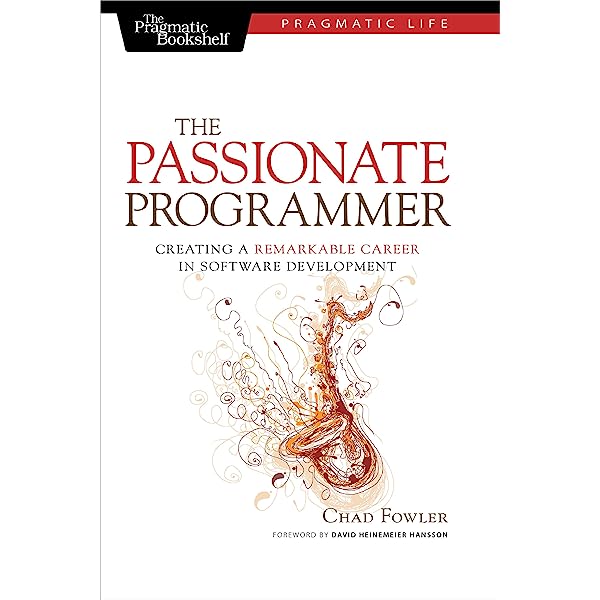 The
Pragmatic
Bookshelf
PRAGMATIC LIFE
THE
PASSIONATE
PROGRAMMER
CREATING A REMARKABLE CAREER
IN SOFTWARE DEVELOPMENT
CHAD FOWLER
FOREWORD BY DAVID HEINEMEIER HANSSON